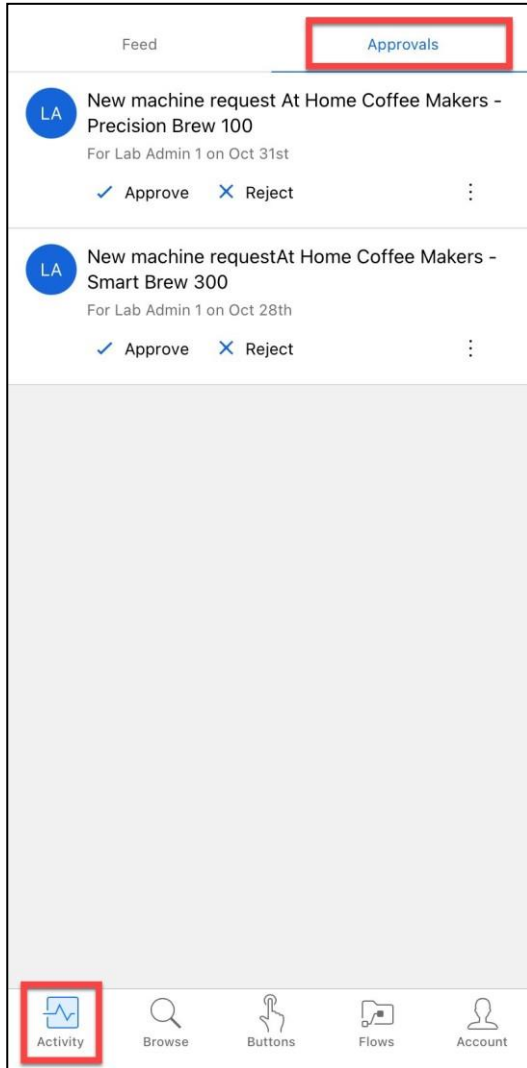 Feed
Approvals
LA
New machine request At Home Coffee Makers -
Precision Brew 100
For Lab Admin 1 on Oct 31st
Approve
Reject
LA
New machine requestAt Home Coffee Makers -
Smart Brew 300
For Lab Admin 1 on Oct 28th
Approve
Reject
Activity
Browse
Buttons
Flows
Account